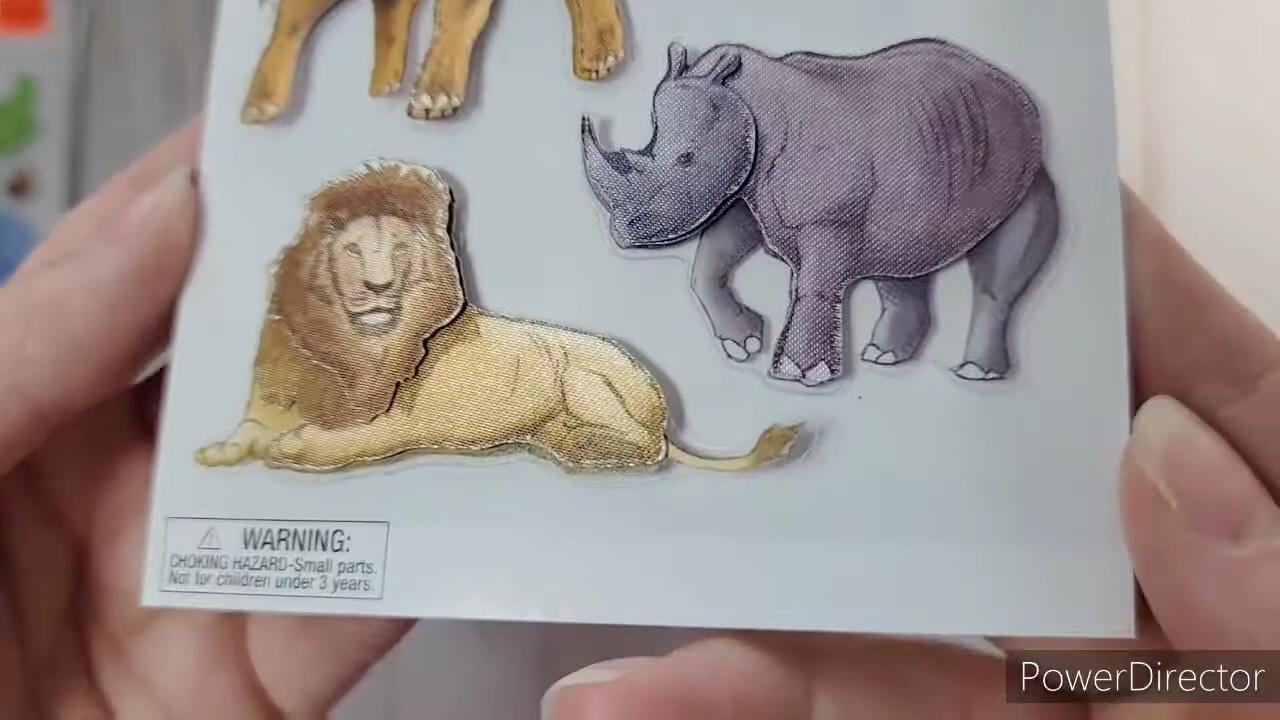 WARNING:
CHOKING HAZARD-Small parts.
Not for children under 3 years.
PowerDirector